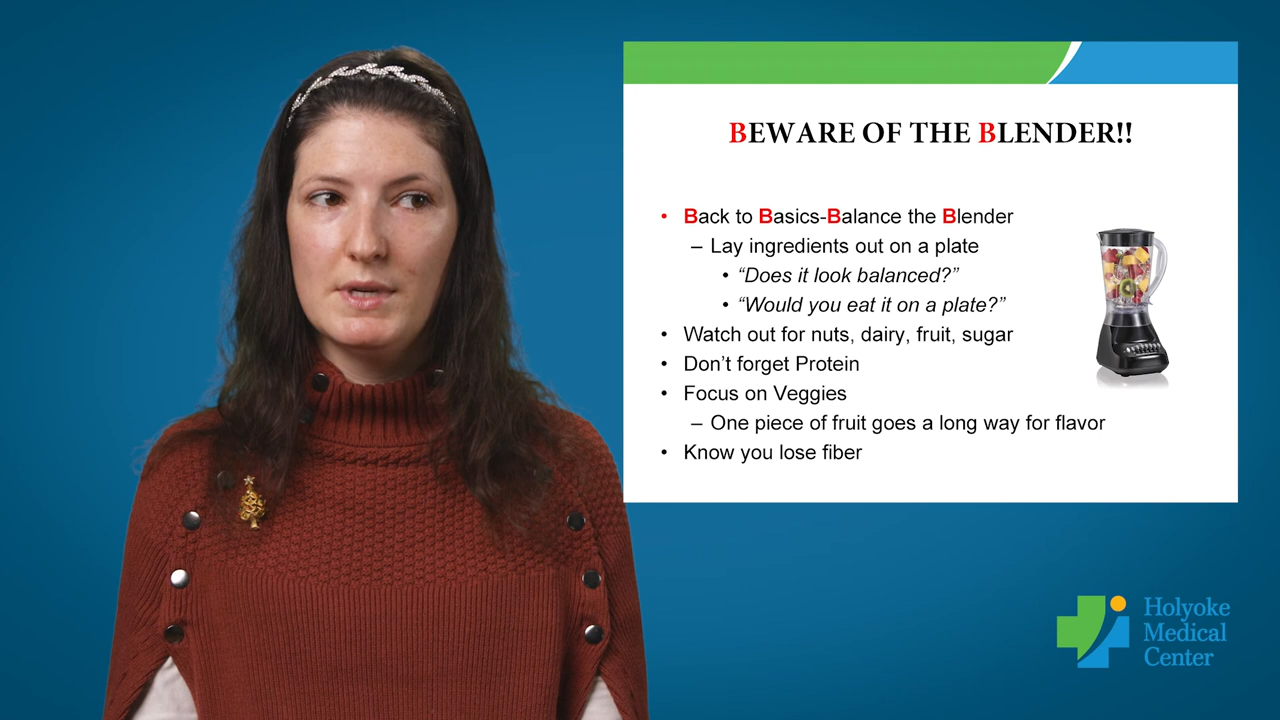 BEWARE OF THE BLENDER!!
• Back to Basics-Balance the Blender
– Lay ingredients out on a plate
• “Does it look balanced?”
• “Would you eat it on a plate?”
• Watch out for nuts, dairy, fruit, sugar
• Don’t forget Protein
• Focus on Veggies
– One piece of fruit goes a long way for flavor
• Know you lose fiber
Holyoke
Medical
Center